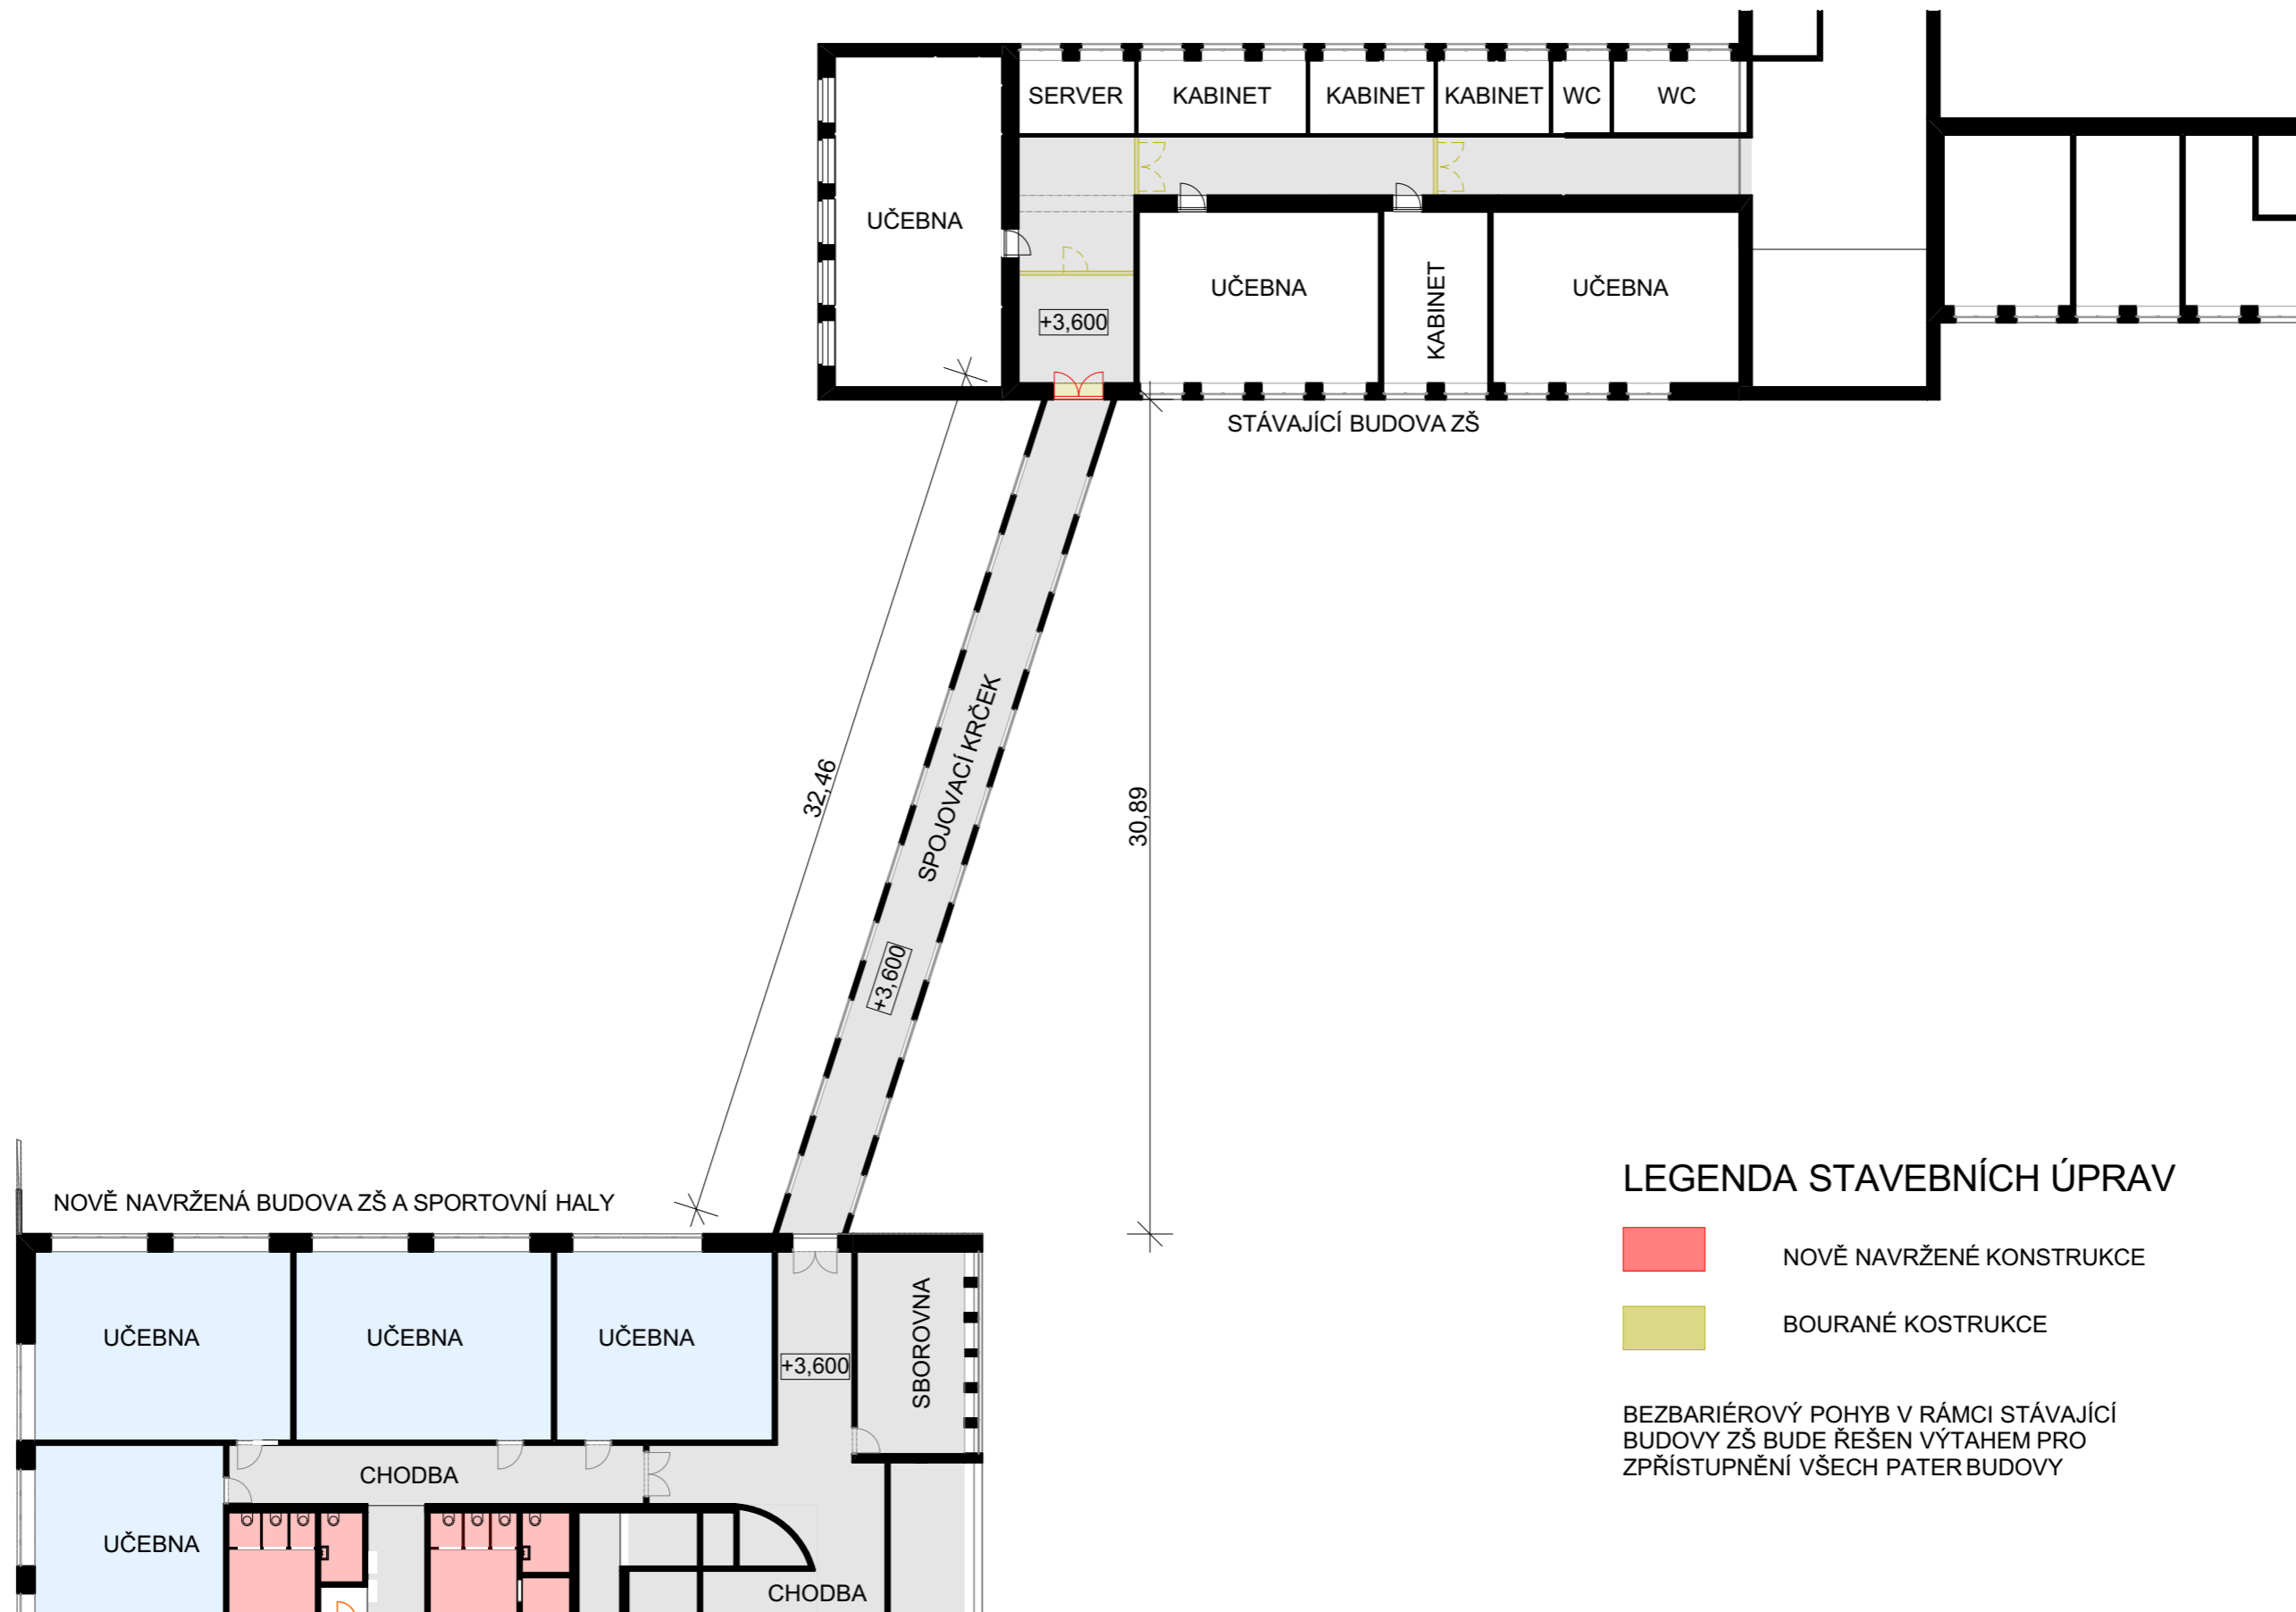 SERVER
KABINET
KABINET
KABINET
WC
WC
UČEBNA
UČEBNA
KABINET
UČEBNA
+3,600
STÁVAJÍCÍ BUDOVA ZŠ
32,46
SPOJOVACÍ KRČEK
30,89
+3,600
NOVĚ NAVRŽENÁ BUDOVA ZŠ A SPORTOVNÍ HALY
UČEBNA
UČEBNA
UČEBNA
+3,600
SBOROVNA
CHODBA
UČEBNA
CHODBA
LEGENDA STAVEBNÍCH ÚPRAV
NOVĚ NAVRŽENÉ KONSTRUKCE
BOURANÉ KOSTRUKCE
BEZBARIÉROVÝ POHYB V RÁMCI STÁVAJÍCÍ
BUDOVY ZŠ BUDE ŘEŠEN VÝTAHEM PRO
ZPŘÍSTUPNĚNÍ VŠECH PATER BUDOVY